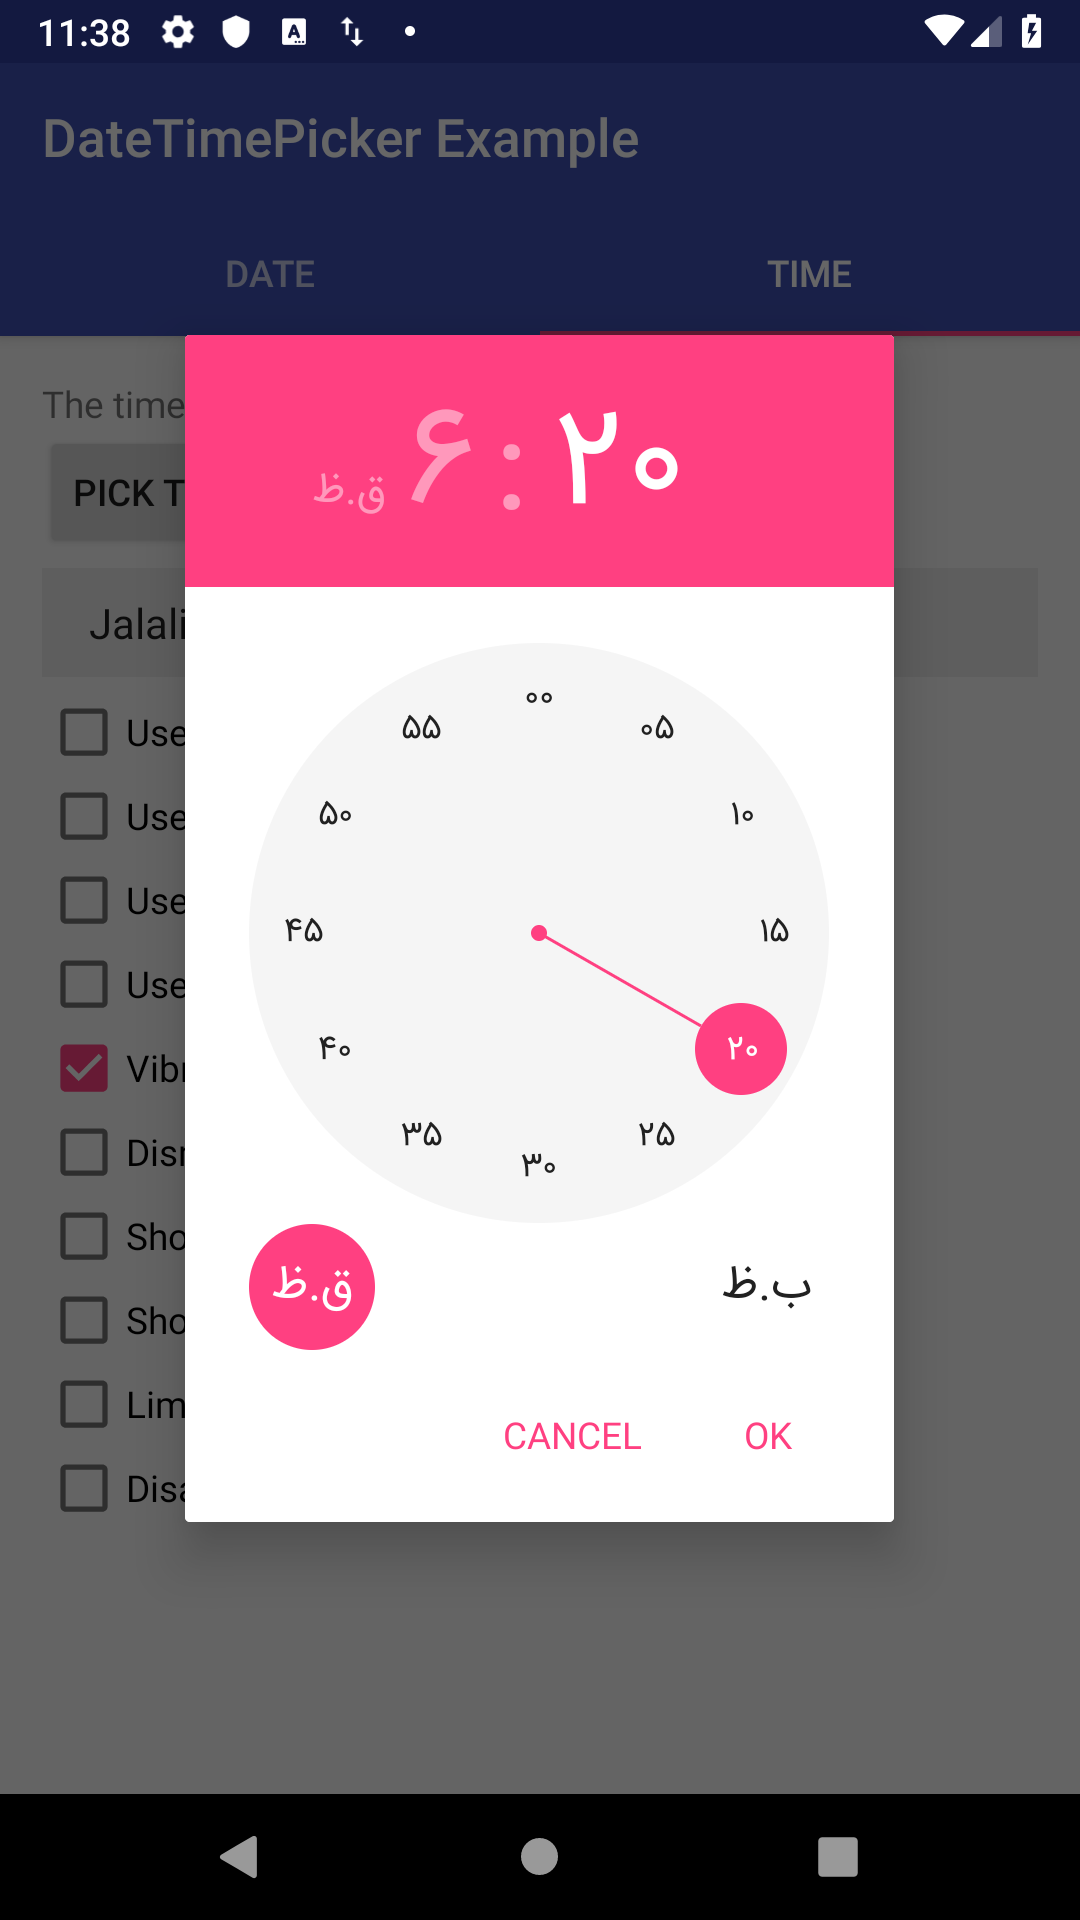 11:38
DateTimePicker Example
DATE
TIME
The time
PICK T
Jalali
ق.ظ ۶ : ۲۰
۰۰
۵۵
۰۵
۵۰
۱۰
۴۵
۱۵
۴۰
۲۰
۳۵
۲۵
۳۰
ق.ظ
ب.ظ
Use
Use
Use
Use
Vibr
Disn
Sho
Sho
Lim
Disa
CANCEL
OK